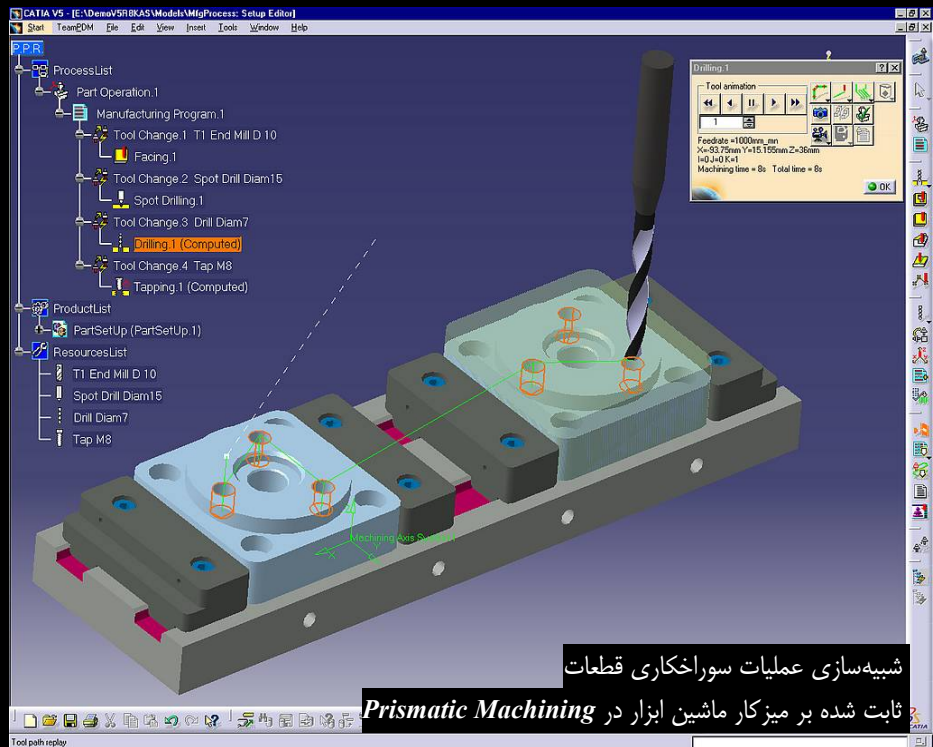 CATIA V5 - [E:\DemoV5R8KAS\Models\MfgProcess: Setup Editor]
Start TeamPDM File Edit View Insert Tools Window Help
P.P.R
ProcessList
Part Operation.1
Manufacturing Program.1
Tool Change.1 T1 End Mill D 10
Facing.1
Tool Change.2 Spot Drill Diam15
Spot Drilling.1
Tool Change.3 Drill Diam7
Drilling.1 (Computed)
Tool Change.4 Tap M8
Tapping.1 (Computed)
ProductList
PartSetUp (PartSetUp.1)
ResourcesList
T1 End Mill D 10
Spot Drill Diam15
Drill Diam7
Tap M8
Drilling.1
Tool animation
1
Feedrate =1000mm_mn
X=-93.75mm Y=15.155mm Z=36mm
I=0 J=0 K=1
Machining time = 8s Total time = 8s
OK
Machining Axis
شبیه‌سازی عملیات سوراخکاری قطعات
ثابت شده بر میزکار ماشین ابزار در Prismatic Machining
CATIA
Tool path replay